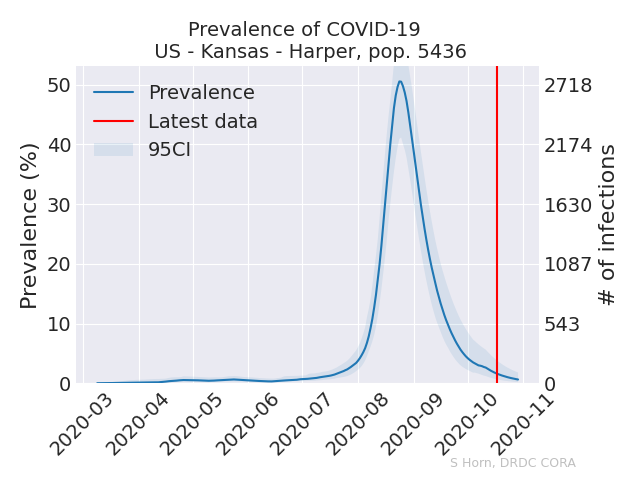 Prevalence of COVID-19
US - Kansas - Harper, pop. 5436
Prevalence
Latest data
95CI
Prevalence (%)
50
40
30
20
10
0
2718
2174
1630
1087
543
0
# of infections
2020-03
2020-04
2020-05
2020-06
2020-07
2020-08
2020-09
2020-10
2020-11
S Horn, DRDC CORA